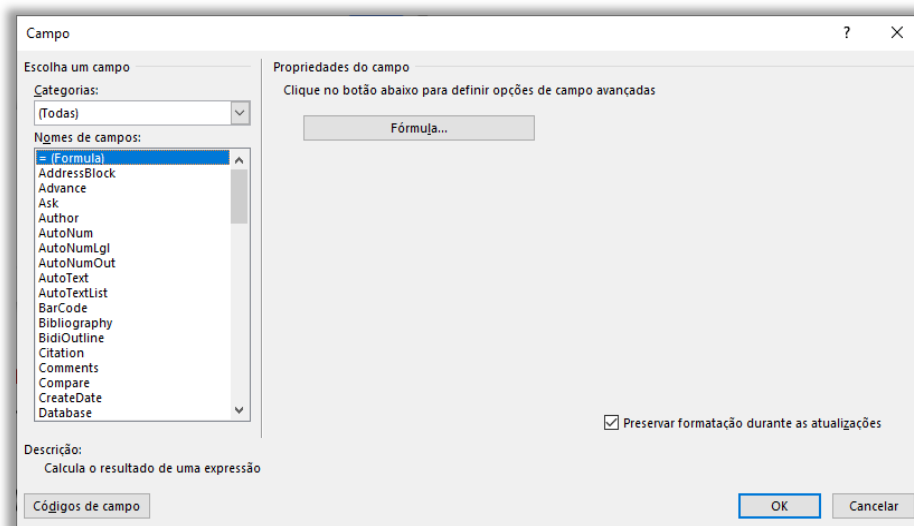 Campo
Escolha um campo
Categorias:
(Todas)
Nomes de campos:
= (Formula)
AddressBlock
Advance
Ask
Author
AutoNum
AutoNumLgl
AutoNumOut
AutoText
AutoTextList
BarCode
Bibliography
BidiOutline
Citation
Comments
Compare
CreateDate
Database
Propriedades do campo
Clique no botão abaixo para definir opções de campo avançadas
Fórmula...
Preservar formatação durante as atualizações
Descrição:
Calcula o resultado de uma expressão
Códigos de campo
OK
Cancelar